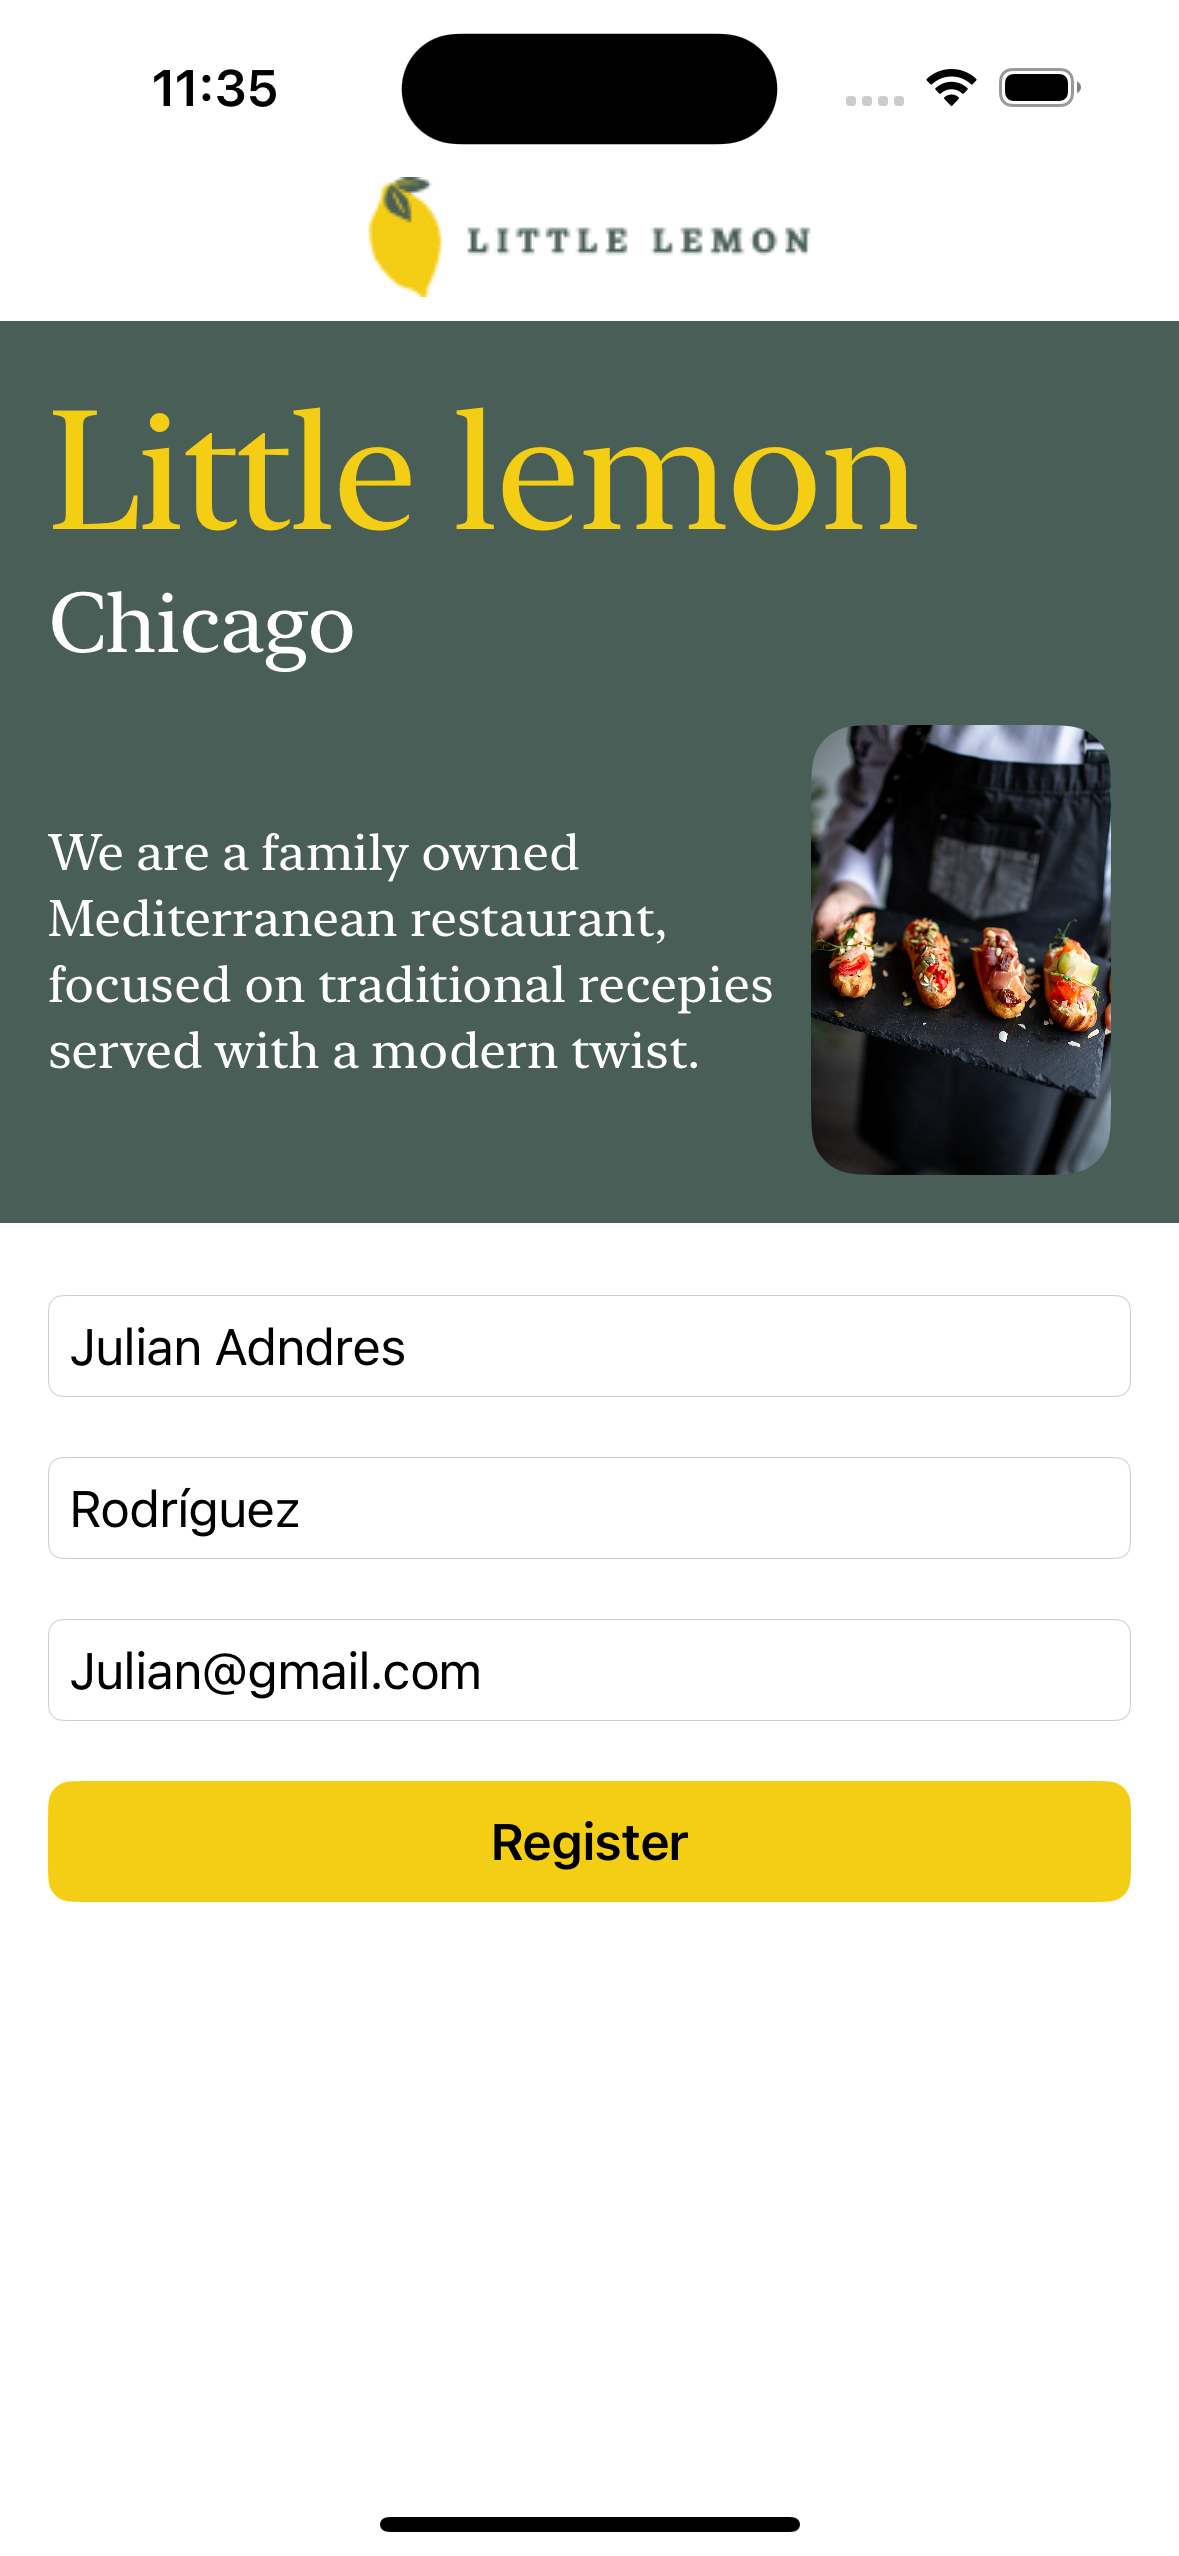 11:35
LITTLE LEMON
Little lemon
Chicago
We are a family owned
Mediterranean restaurant,
focused on traditional recepies
served with a modern twist.
Julian Adndres
Rodríguez
Julian@gmail.com
Register